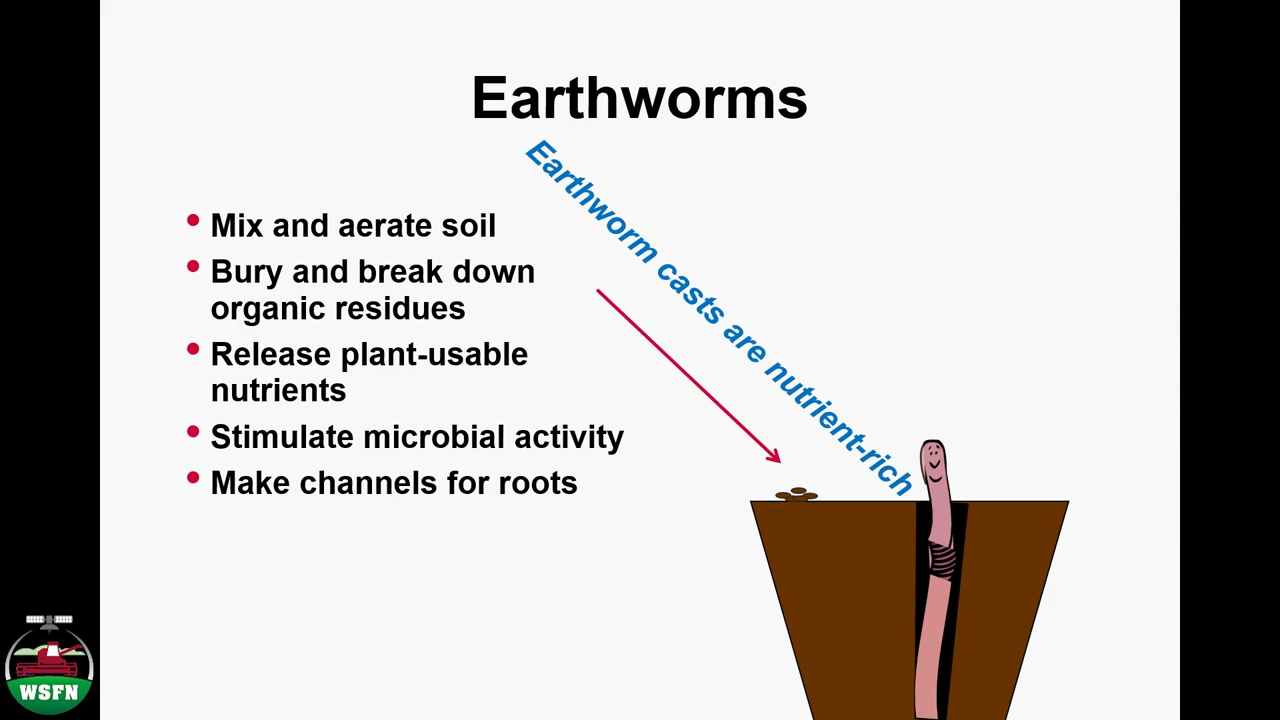 Earthworms
Earthworm casts are nutrient-rich
• Mix and aerate soil
• Bury and break down
organic residues
• Release plant-usable
nutrients
• Stimulate microbial activity
• Make channels for roots
WSFN